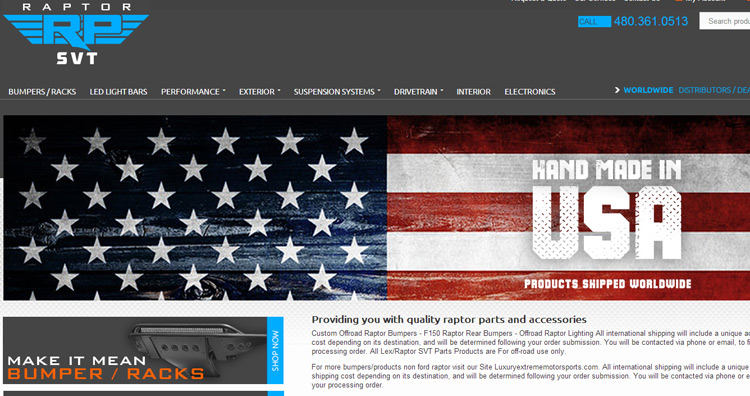 RAPTOR
RP
SVT
My Account
CALL 480.361.0513
Search produ
BUMPERS / RACKS LED LIGHT BARS PERFORMANCE EXTERIOR SUSPENSION SYSTEMS DRIVETRAIN INTERIOR ELECTRONICS
WORLDWIDE DISTRIBUTORS / DEA
HAND MADE IN
USA
PRODUCTS SHIPPED WORLDWIDE
MAKE IT MEAN
BUMPER / RACKS
SHOP NOW
Providing you with quality raptor parts and accessories
Custom Offroad Raptor Bumpers - F150 Raptor Rear Bumpers - Offroad Raptor Lighting All international shipping will include a unique ad
cost depending on its destination, and will be determined following your order submission. You will be contacted via phone or email, to fi
processing order. All Lex/Raptor SVT Parts Products are For off-road use only.
For more bumpers/products non ford raptor visit our Site Luxuryextrememotorsports.com. All international shipping will include a unique
shipping cost depending on its destination, and will be determined following your order submission. You will be contacted via phone or e
your processing order.